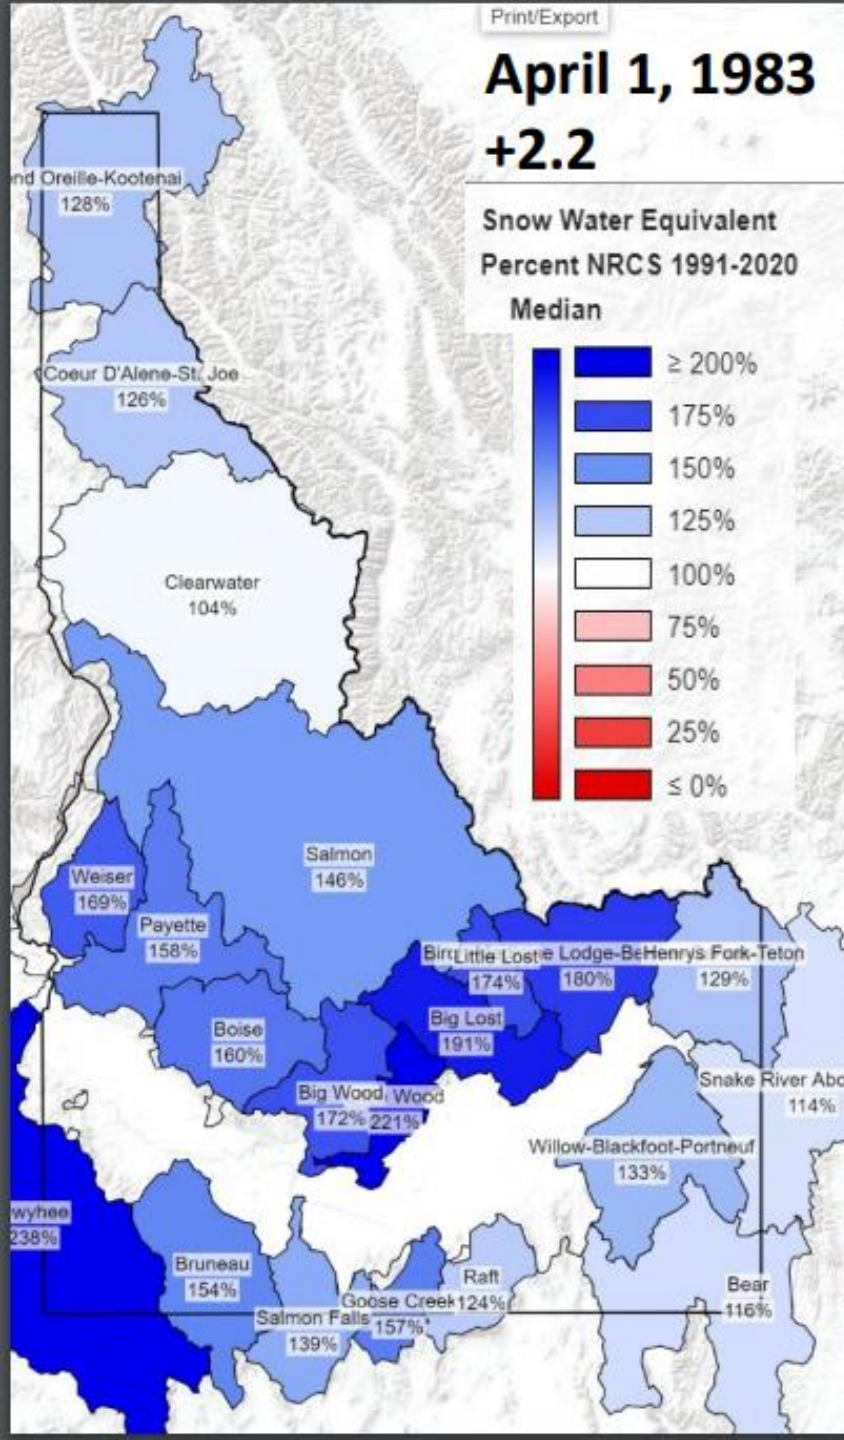 Print/Export
April 1, 1983
+2.2
Snow Water Equivalent
Percent NRCS 1991-2020
Median
≥ 200%
175%
150%
125%
100%
75%
50%
25%
≤ 0%
nd Oreille-Kootenai
128%
Coeur D'Alene-St. Joe
126%
Clearwater
104%
Salmon
146%
Weiser
169%
Payette
158%
Little Lost
174%
e Lodge-Be
180%
Henrys Fork-Teton
129%
Big Lost
191%
Boise
160%
Big Wood
172%
Wood
221%
Snake River Abo
114%
Willow-Blackfoot-Portneuf
133%
wyhee
238%
Bruneau
154%
Salmon Falls
139%
Goose Creek
157%
Raft
124%
Bear
116%